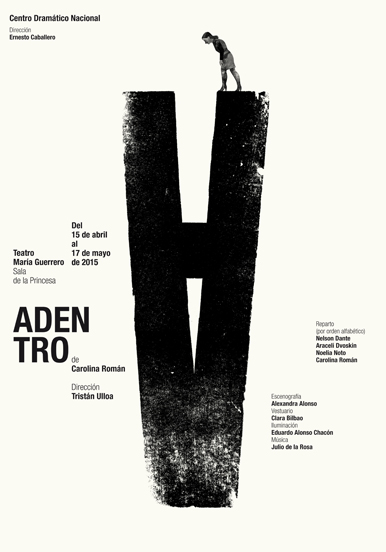 Centro Dramático Nacional
Dirección
Ernesto Caballero
Del
15 de abril
al
17 de mayo
de 2015
Teatro
María Guerrero
Sala
de la Princesa
ADEN
TRO
de
Carolina Román
Dirección
Tristán Ulloa
Reparto
(por orden alfabético)
Nelson Dante
Araceli Dvoskin
Noelia Noto
Carolina Román
Escenografía
Alexandra Alonso
Vestuario
Clara Bilbao
Iluminación
Eduardo Alonso Chacón
Música
Julio de la Rosa
A